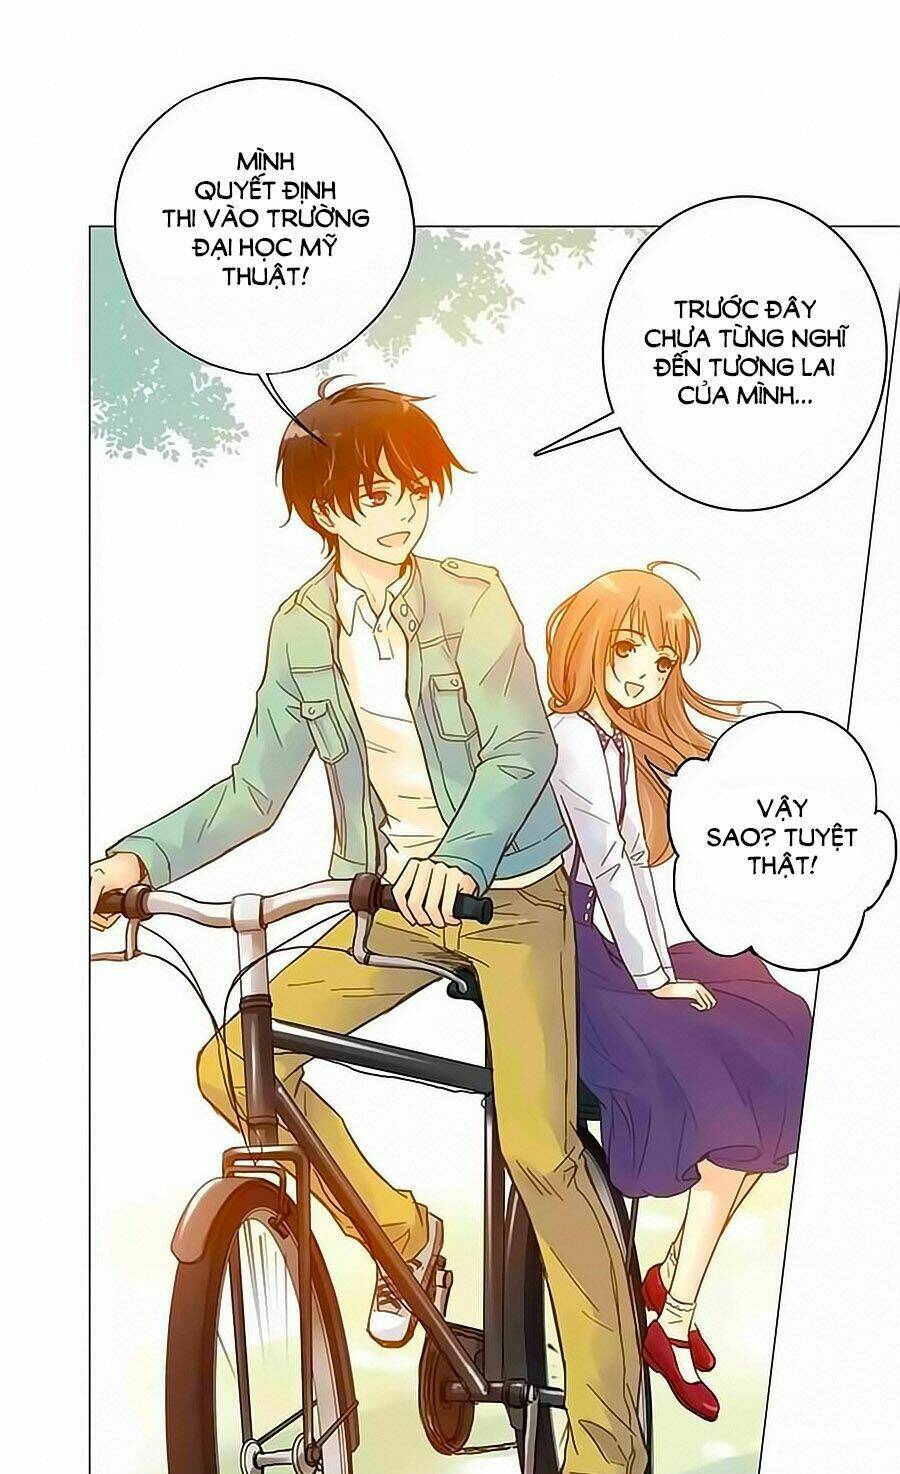 MÌNH
QUYẾT ĐỊNH
THI VÀO TRƯỜNG
ĐẠI HỌC MỸ
THUẬT!
TRƯỚC ĐÂY
CHƯA TỪNG NGHĨ
ĐẾN TƯƠNG LAI
CỦA MÌNH...
VẬY
SAO? TUYỆT
THẬT!